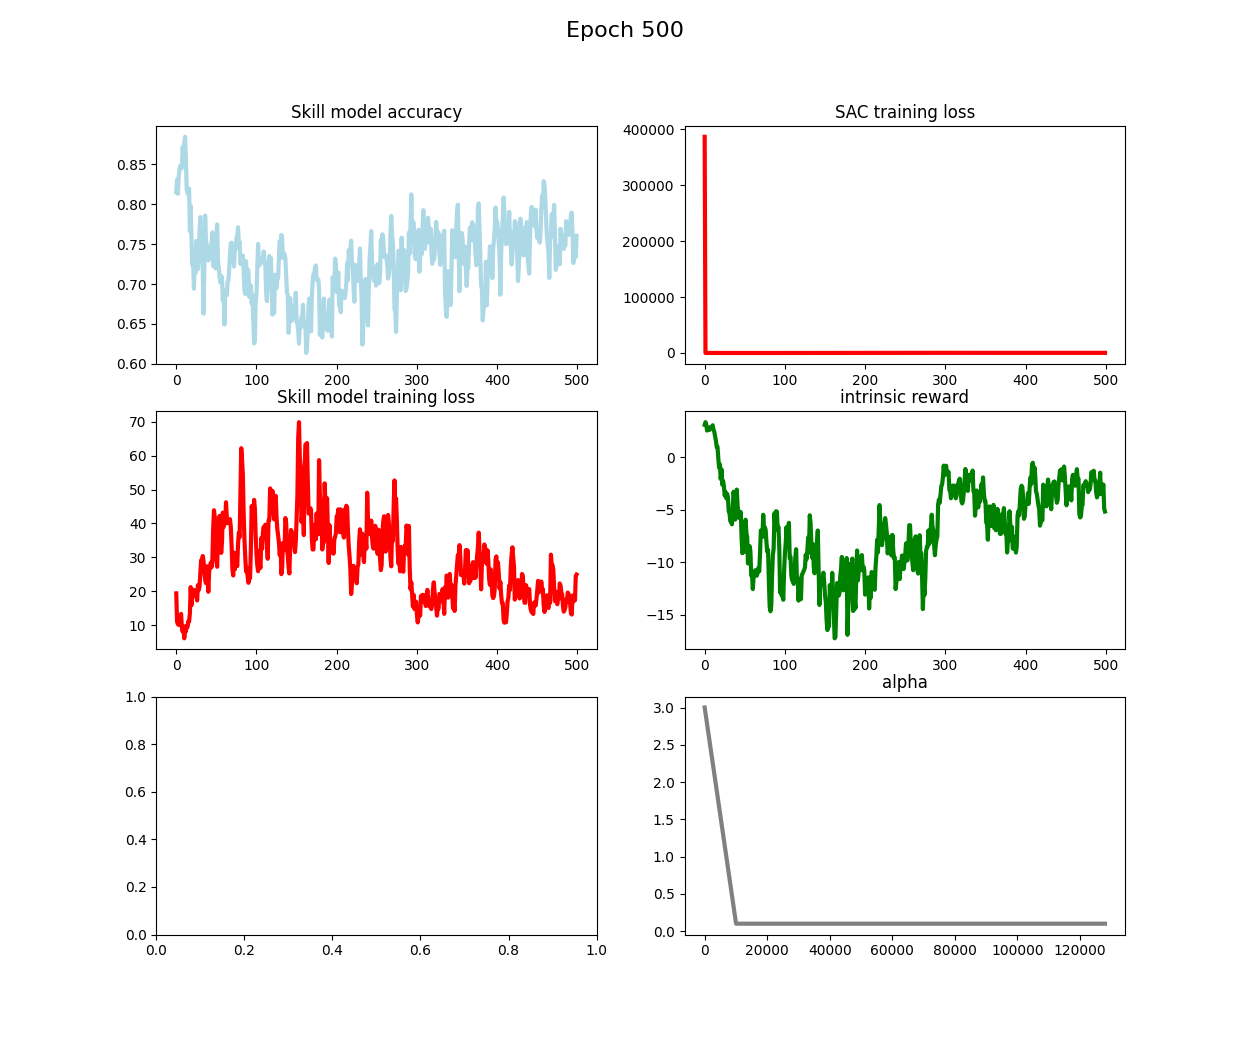 Epoch 500
Skill model accuracy
0.85
0.80
0.75
0.70
0.65
0.60
0 100 200 300 400 500
SAC training loss
400000
300000
200000
100000
0
0 100 200 300 400 500
Skill model training loss
70
60
50
40
30
20
10
0 100 200 300 400 500
intrinsic reward
0
−5
−10
−15
0 100 200 300 400 500
1.0
0.8
0.6
0.4
0.2
0.0
0.0 0.2 0.4 0.6 0.8 1.0
alpha
3.0
2.5
2.0
1.5
1.0
0.5
0.0
0 20000 40000 60000 80000 100000 120000